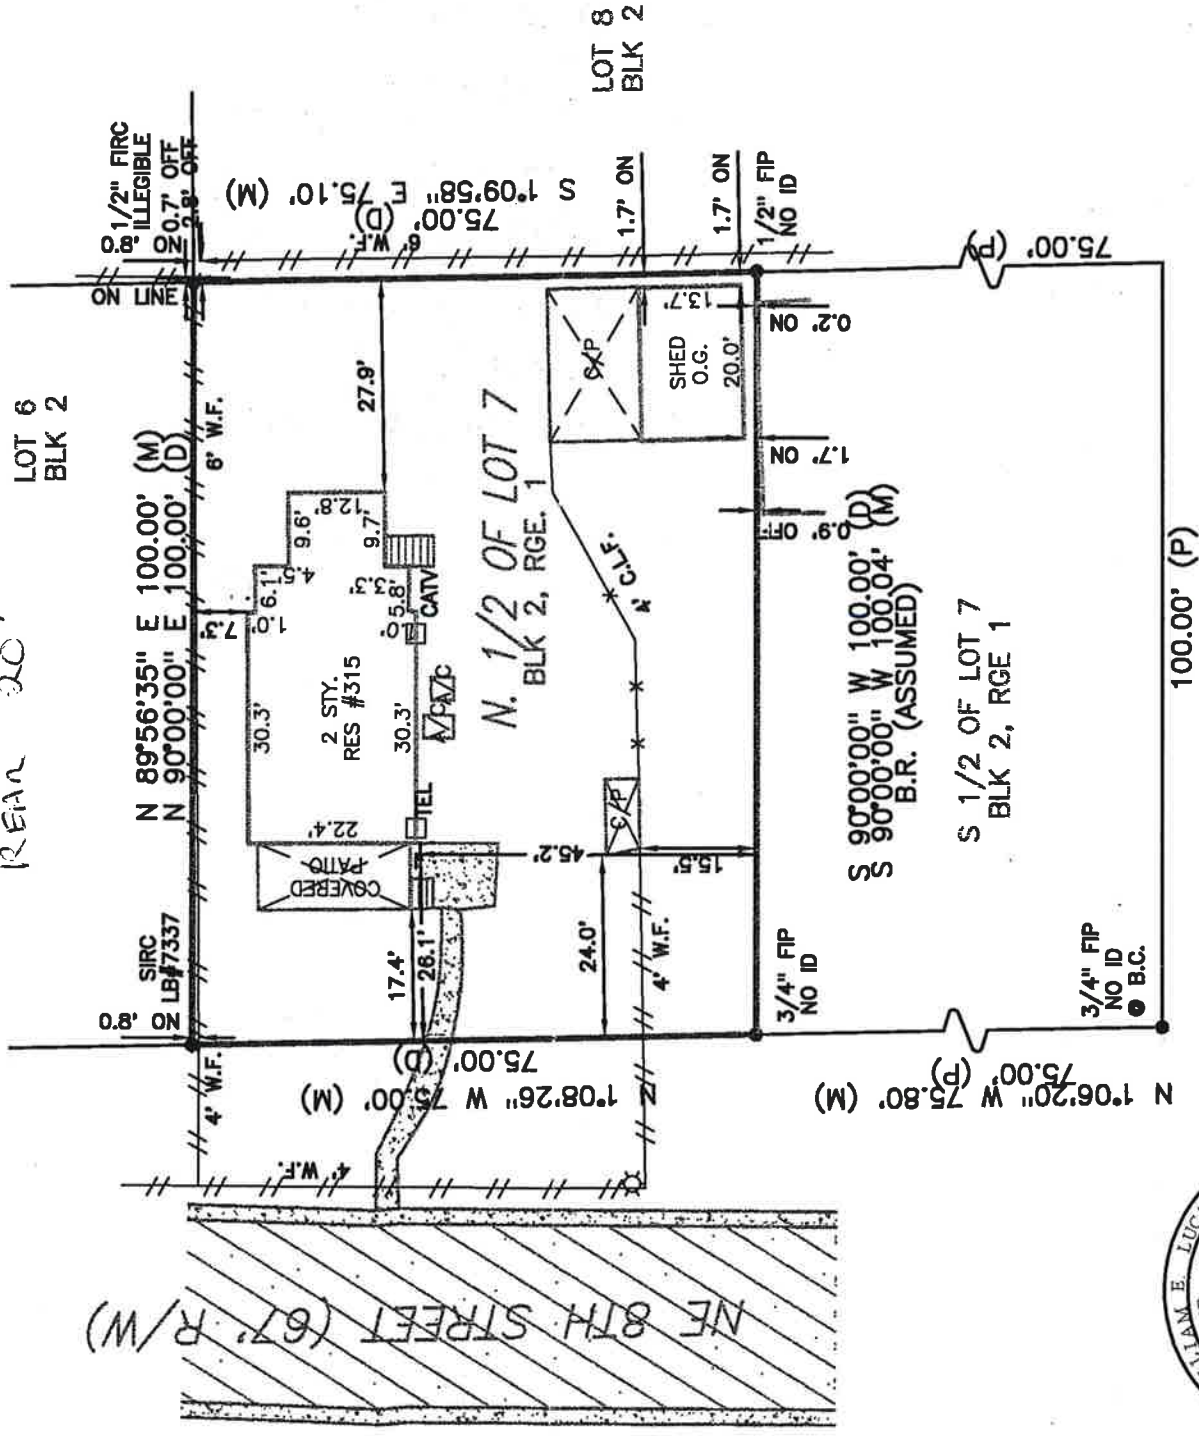 REAR 20'
LOT 6
BLK 2
LOT 8
BLK 2
N 89°56'35" E 100.00' (M)
N 90°00'00" E 100.00' (D)
SIRC
LB#7337
0.8' ON
4' W.F.
6' W.F.
7.3'
0.8' ON
ON LINE
1/2" FIRC
ILLEGIBLE
0.7' OFF
2.8' OFF
S 1°09'58" E 75.10' (M)
75.00' (D)
6' W.F.
27.9'
30.3'
1.0'
6.1'
4.5'
9.6'
12.8'
9.7'
3.3'
5.8'
1.0'
CATV
2 STY.
RES #315
30.3'
22.4'
A/C
A/C
TEL
COVERED
PATIO
17.4'
26.1'
45.2'
N. 1/2 OF LOT 7
BLK 2, RGE. 1
4' C.L.F.
C/P
C/P
SHED
O.G.
20.0'
13.7'
1.7' ON
1.7' ON
1/2" FIP
NO ID
0.2' ON
1.7' ON
0.9' OFF
24.0'
15.5'
4' W.F.
3/4" FIP
NO ID
N 1°08'26" W 75.00' (M)
75.00' (D)
4' W.F.
S 90°00'00" W 100.00' (D)
S 90°00'00" W 100.04' (M)
B.R. (ASSUMED)
S 1/2 OF LOT 7
BLK 2, RGE 1
75.00' (P)
N 1°06'20" W 75.80' (M)
75.00' (P)
3/4" FIP
NO ID
@ B.C.
100.00' (P)
NE 8TH STREET (67' R/W)
LIAM E. LUC